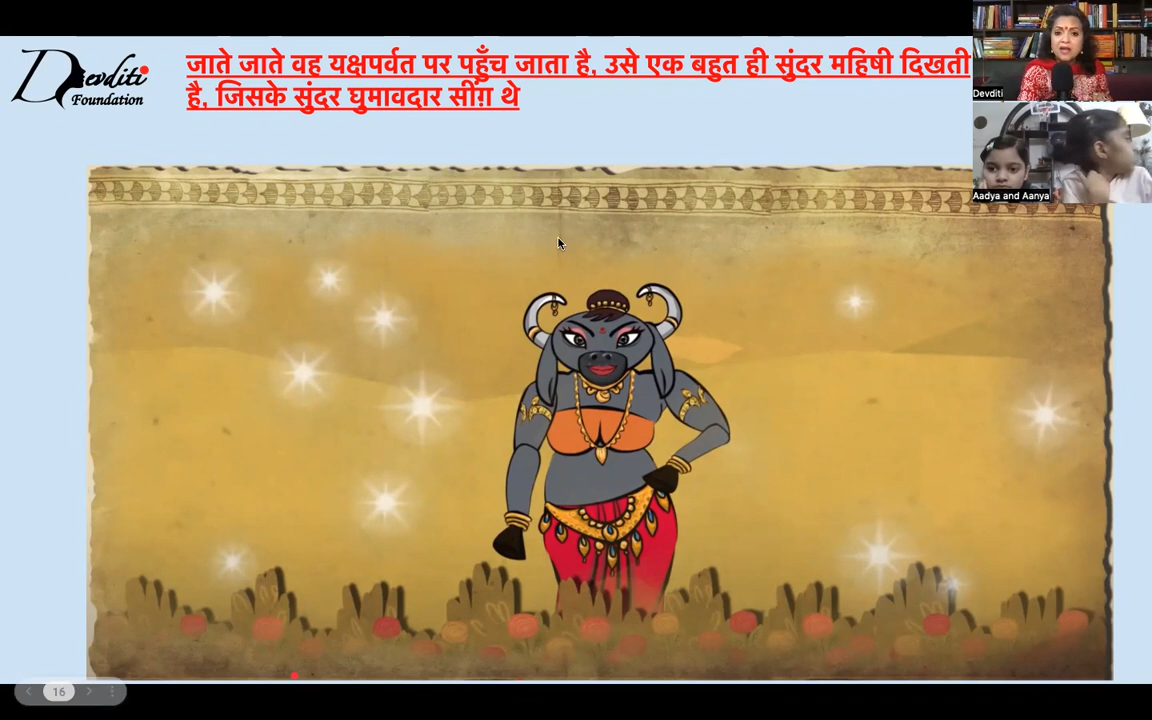 Devditi
Foundation
जाते जाते वह यक्षपर्वत पर पहुँच जाता है, उसे एक बहुत ही सुंदर महिषी दिखती
है, जिसके सुंदर घुमावदार सींग़ थे
Devditi
Aadya and Aanya
16